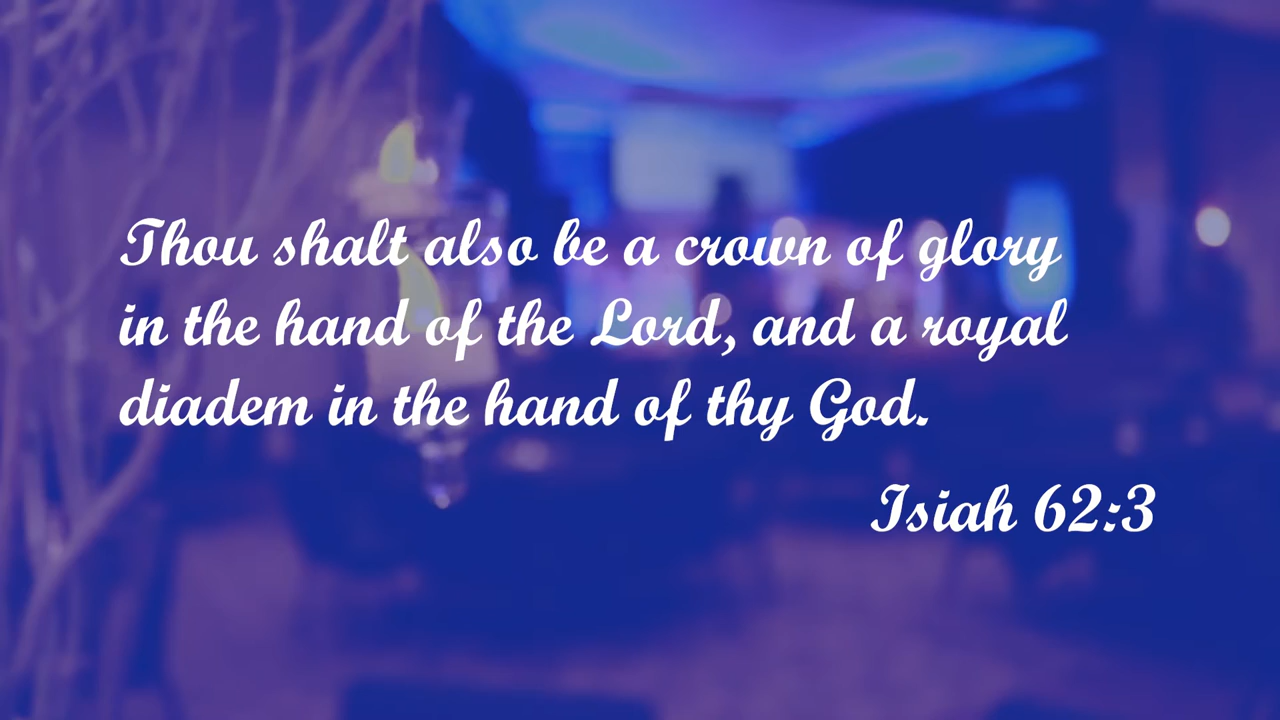 Thou shalt also be a crown of glory
in the hand of the Lord, and a royal
diadem in the hand of thy God.
Isiah 62:3